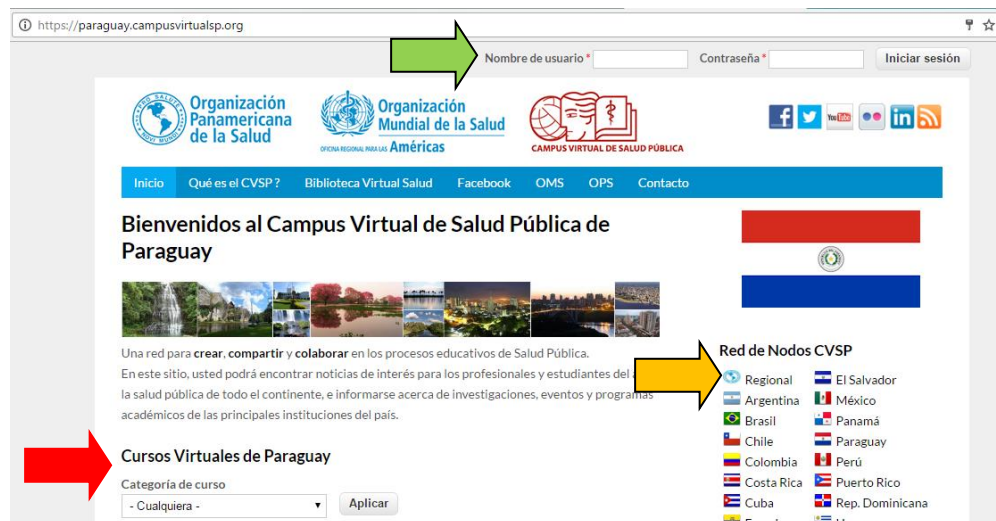 https://paraguay.campusvirtualsp.org
Nombre de usuario *
Contraseña *
Iniciar sesión
Organización
Panamericana
de la Salud
Organización
Mundial de la Salud
OFICINA REGIONAL PARA LAS Américas
CAMPUS VIRTUAL DE SALUD PÚBLICA
Inicio Qué es el CVSP ? Biblioteca Virtual Salud Facebook OMS OPS Contacto
Bienvenidos al Campus Virtual de Salud Pública de
Paraguay
Una red para crear, compartir y colaborar en los procesos educativos de Salud Pública.
En este sitio, usted podrá encontrar noticias de interés para los profesionales y estudiantes del
la salud pública de todo el continente, e informarse acerca de investigaciones, eventos y programas
académicos de las principales instituciones del país.
Cursos Virtuales de Paraguay
Categoría de curso
- Cualquiera -
Aplicar
Red de Nodos CVSP
Regional El Salvador
Argentina México
Brasil Panamá
Chile Paraguay
Colombia Perú
Costa Rica Puerto Rico
Cuba Rep. Dominicana